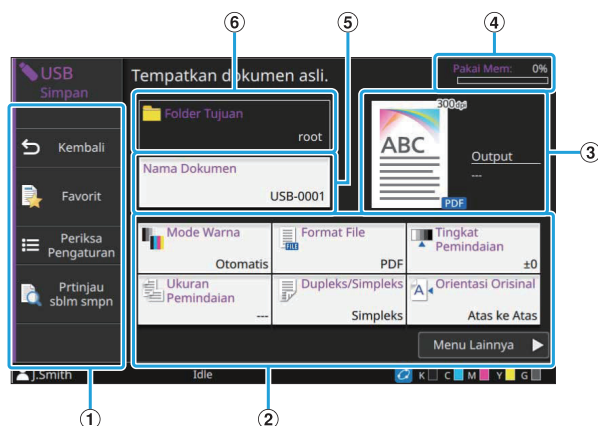 ⑥
⑤
④
USB
Simpan
Tempatkan dokumen asli.
Pakai Mem: 0%
Folder Tujuan
root
Nama Dokumen
USB-0001
300dpi
ABC
PDF
Output
---
③
Kembali
Favorit
Periksa
Pengaturan
Prtinjau
sblm smpn
Mode Warna
Otomatis
Format File
FILE
PDF
Tingkat
Pemindaian
±0
Ukuran
Pemindaian
---
Dupleks/Simpleks
Simpleks
A
Orientasi Orisinal
Atas ke Atas
Menu Lainnya
J.Smith
Idle
K C M Y G
①
②